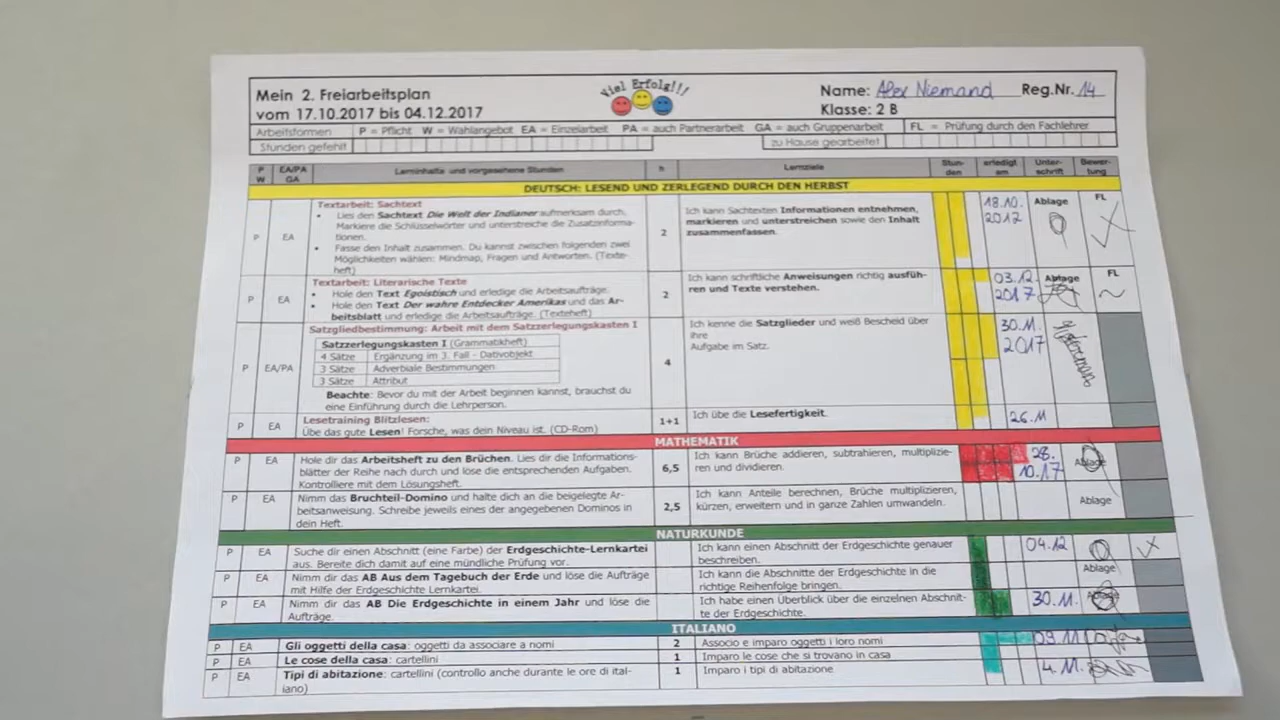 Mein 2. Freiarbeitsplan
vom 17.10.2017 bis 04.12.2017
Viel Erfolg!!!
Name: Alex Niemand Reg.Nr. 14
Klasse: 2 B
Arbeitsformen P = Pflicht W = Wahlangebot EA = Einzelarbeit PA = auch Partnerarbeit GA = auch Gruppenarbeit FL = Prüfung durch den Fachlehrer
Stunden gefehlt zu Hause gearbeitet
P W EA/PA GA Lerninhalte und vorgesehene Stunden h Lernziele Stunden erledigt am Unterschrift Bewertung
DEUTSCH: LESEND UND ZERLEGEND DURCH DEN HERBST
P EA
Textarbeit: Sachtext
• Lies den Sachtext Die Welt der Indianer aufmerksam durch.
Markiere die Schlüsselwörter und unterstreiche die Zusatzinforma-
tionen.
• Fasse den Inhalt zusammen. Du kannst zwischen folgenden zwei
Möglichkeiten wählen: Mindmap, Fragen und Antworten. (Texte-
heft)
2
Ich kann Sachtexten Informationen entnehmen,
markieren und unterstreichen sowie den Inhalt
zusammenfassen.
18.10.
2017
Ablage
FL
P EA
Textarbeit: Literarische Texte
• Hole den Text Egoistisch und erledige die Arbeitsaufträge.
• Hole den Text Der wahre Entdecker Amerikas und das Ar-
beitsblatt und erledige die Arbeitsaufträge. (Texteheft)
2
Ich kann schriftliche Anweisungen richtig ausfüh-
ren und Texte verstehen.
03.12.
2017
Ablage
FL
P EA/PA
Satzgliedbestimmung: Arbeit mit dem Satzzerlegungskasten I
Satzzerlegungskasten I (Grammatikheft)
4 Sätze Ergänzung im 3. Fall - Dativobjekt
3 Sätze Adverbiale Bestimmungen
3 Sätze Attribut
Beachte: Bevor du mit der Arbeit beginnen kannst, brauchst du
eine Einführung durch die Lehrperson.
4
Ich kenne die Satzglieder und weiß Bescheid über
ihre
Aufgabe im Satz.
30.11.
2017
P EA
Lesetraining Blitzlesen:
Übe das gute Lesen! Forsche, was dein Niveau ist. (CD-Rom)
1+1
Ich übe die Lesefertigkeit.
26.11
MATHEMATIK
P EA
Hole dir das Arbeitsheft zu den Brüchen. Lies dir die Informations-
blätter der Reihe nach durch und löse die entsprechenden Aufgaben.
Kontrolliere mit dem Lösungsheft.
6,5
Ich kann Brüche addieren, subtrahieren, multiplizie-
ren und dividieren.
28.
10.17
Ablage
P EA
Nimm das Bruchteil-Domino und halte dich an die beigelegte Ar-
beitsanweisung. Schreibe jeweils eines der angegebenen Dominos in
dein Heft.
2,5
Ich kann Anteile berechnen, Brüche multiplizieren,
kürzen, erweitern und in ganze Zahlen umwandeln.
Ablage
NATURKUNDE
P EA
Suche dir einen Abschnitt (eine Farbe) der Erdgeschichte-Lernkartei
aus. Bereite dich damit auf eine mündliche Prüfung vor.
Ich kann einen Abschnitt der Erdgeschichte genauer
beschreiben.
04.12
P EA
Nimm dir das AB Aus dem Tagebuch der Erde und löse die Aufträge
mit Hilfe der Erdgeschichte Lernkartei.
Ich kann die Abschnitte der Erdgeschichte in die
richtige Reihenfolge bringen.
Ablage
P EA
Nimm dir das AB Die Erdgeschichte in einem Jahr und löse die
Aufträge.
Ich habe einen Überblick über die einzelnen Abschnit-
te der Erdgeschichte.
30.11.
Ablage
ITALIANO
P EA Gli oggetti della casa: oggetti da associare a nomi 2 Associo e imparo oggetti i loro nomi 09.11
P EA Le cose della casa: cartellini 1 Imparo le cose che si trovano in casa
P EA Tipi di abitazione: cartellini (controllo anche durante le ore di ital-
iano)
1 Imparo i tipi di abitazione 4.11.